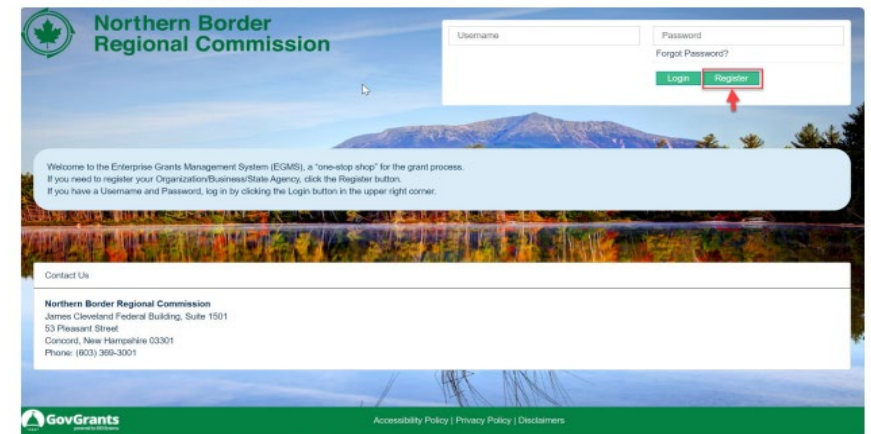 Northern Border
Regional Commission
Username
Password
Forgot Password?
Login
Register
Welcome to the Enterprise Grants Management System (EGMS), a "one-stop shop" for the grant process.
If you need to register your Organization/Business/State Agency, click the Register button.
If you have a Username and Password, log in by clicking the Login button in the upper right corner.
Contact Us
Northern Border Regional Commission
James Cleveland Federal Building, Suite 1501
53 Pleasant Street
Concord, New Hampshire 03301
Phone: (603) 369-3001
GovGrants
Accessibility Policy | Privacy Policy | Disclaimers